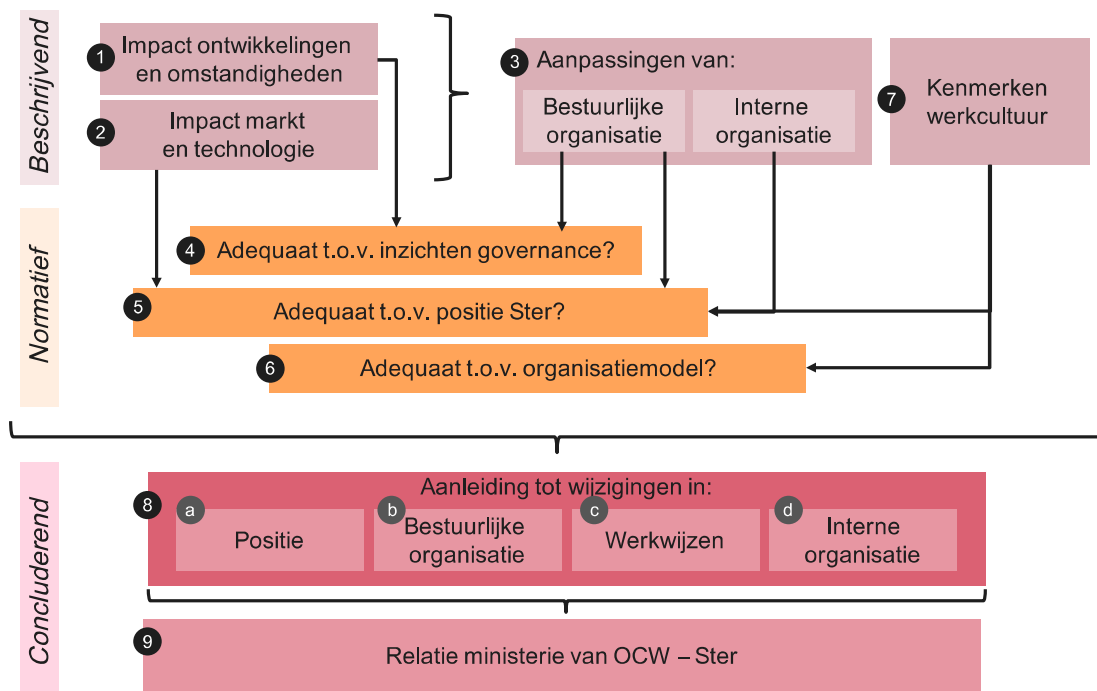 Beschrijvend
1
Impact ontwikkelingen
en omstandigheden
2
Impact markt
en technologie
3
Aanpassingen van:
Bestuurlijke
organisatie
Interne
organisatie
7
Kenmerken
werkcultuur
Normatief
4
Adequaat t.o.v. inzichten governance?
5
Adequaat t.o.v. positie Ster?
6
Adequaat t.o.v. organisatiemodel?
Concluderend
8
Aanleiding tot wijzigingen in:
a
Positie
b
Bestuurlijke
organisatie
c
Werkwijzen
d
Interne
organisatie
9
Relatie ministerie van OCW – Ster